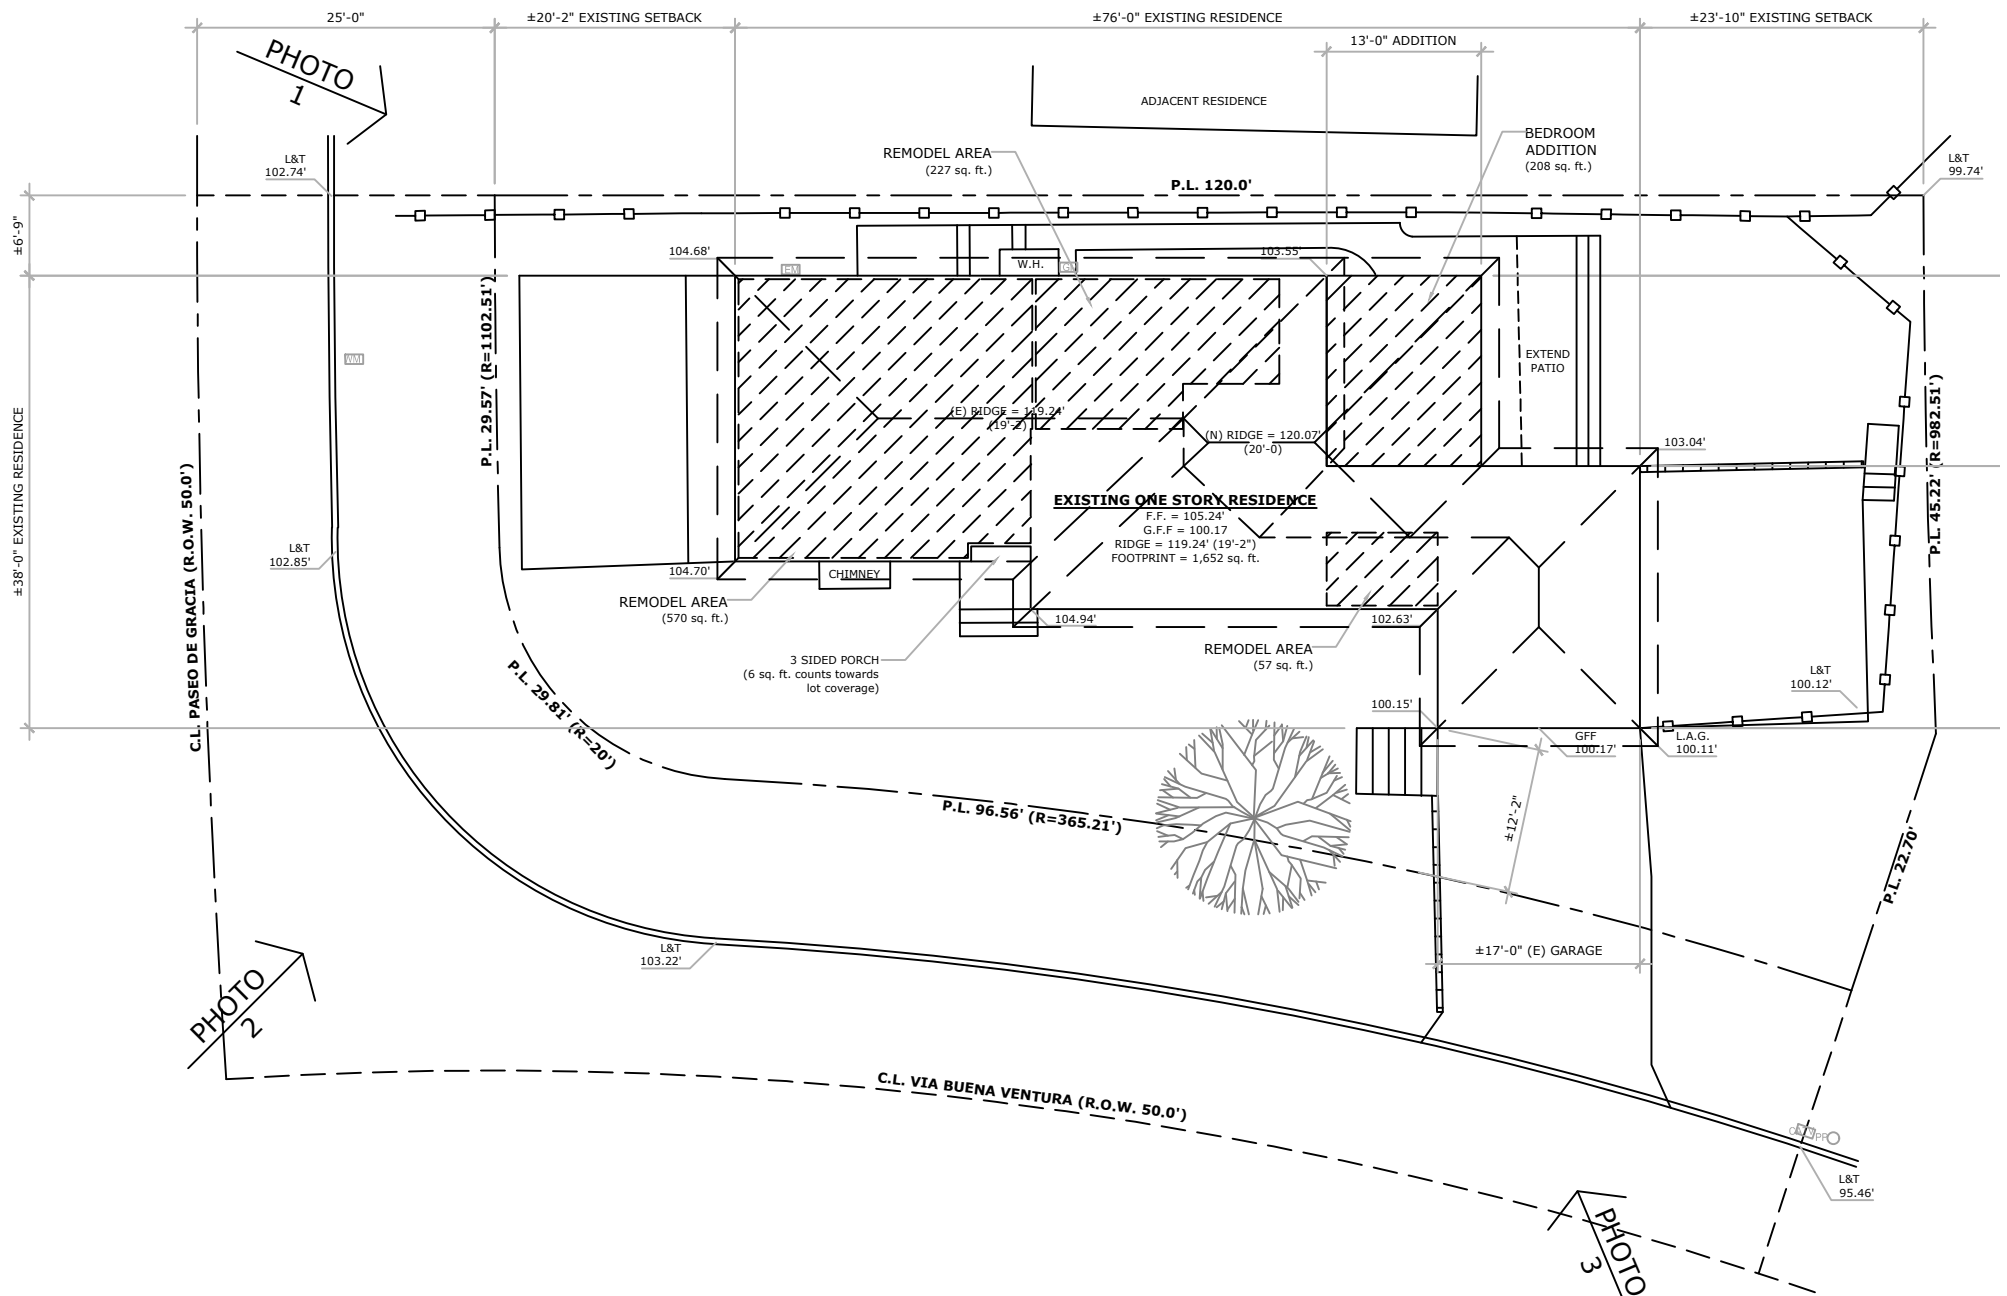 25'-0"
±20'-2" EXISTING SETBACK
±76'-0" EXISTING RESIDENCE
±23'-10" EXISTING SETBACK
13'-0" ADDITION
PHOTO
1
ADJACENT RESIDENCE
BEDROOM
ADDITION
(208 sq. ft.)
REMODEL AREA
(227 sq. ft.)
L&T
102.74'
L&T
99.74'
P.L. 120.0'
±6'-9"
104.68'
EM
W.H.
103.55'
WM
P.L. 29.57' (R=1102.51')
EXTEND
PATIO
(E) RIDGE = 119.24'
(19'-2)
(N) RIDGE = 120.07'
(20'-0)
103.04'
P.L. 45.22' (R=982.51')
±38'-0" EXISTING RESIDENCE
C.L. PASEO DE GRACIA (R.O.W. 50.0')
EXISTING ONE STORY RESIDENCE
F.F. = 105.24'
G.F.F = 100.17
RIDGE = 119.24' (19'-2")
FOOTPRINT = 1,652 sq. ft.
L&T
102.85'
104.70'
CHIMNEY
REMODEL AREA
(570 sq. ft.)
104.94'
102.63'
REMODEL AREA
(57 sq. ft.)
3 SIDED PORCH
(6 sq. ft. counts towards
lot coverage)
L&T
100.12'
P.L. 29.81' (R=20')
100.15'
GFF
100.17'
L.A.G.
100.11'
P.L. 96.56' (R=365.21')
±12'-2"
P.L. 22.70'
L&T
103.22'
±17'-0" (E) GARAGE
PHOTO
2
C.L. VIA BUENA VENTURA (R.O.W. 50.0')
PP
L&T
95.46'
PHOTO
3